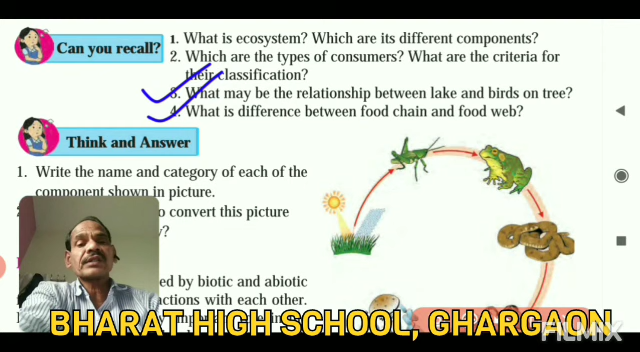 Can you recall?
1. What is ecosystem? Which are its different components?
2. Which are the types of consumers? What are the criteria for
their classification?
3. What may be the relationship between lake and birds on tree?
4. What is difference between food chain and food web?
Think and Answer
1. Write the name and category of each of the
component shown in picture.
o convert this picture
?
ed by biotic and abiotic
actions with each other.
BHARAT HIGH SCHOOL, GHARGAON
FILMIX